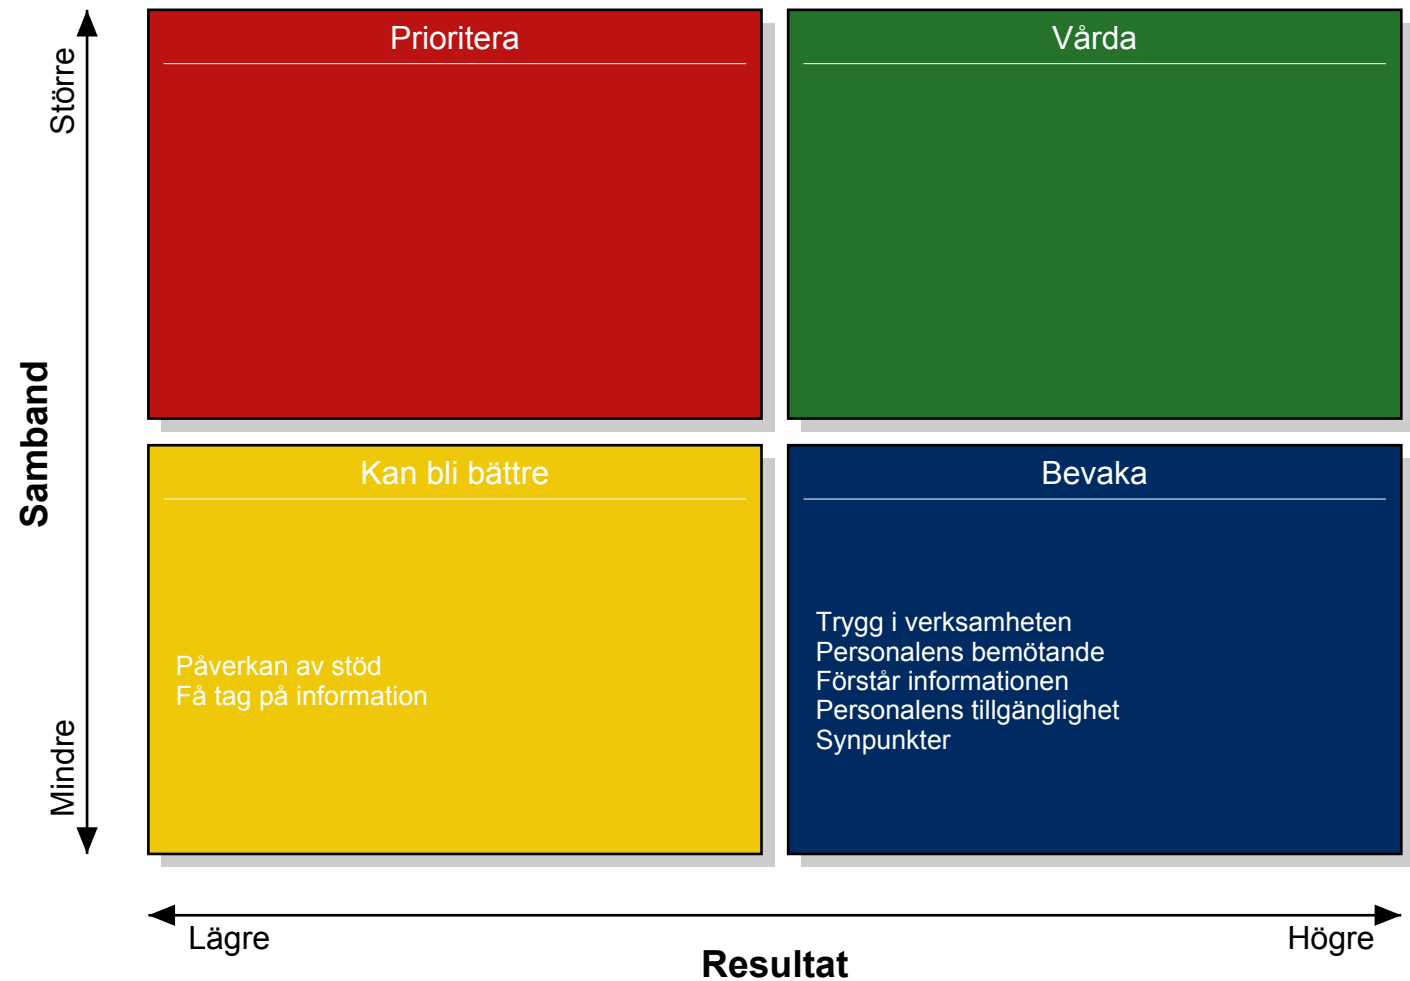 Prioritera
Vårda
Större
Samband
Mindre
Kan bli bättre
Påverkan av stöd
Få tag på information
Bevaka
Trygg i verksamheten
Personalens bemötande
Förstår informationen
Personalens tillgänglighet
Synpunkter
Lägre
Högre
Resultat